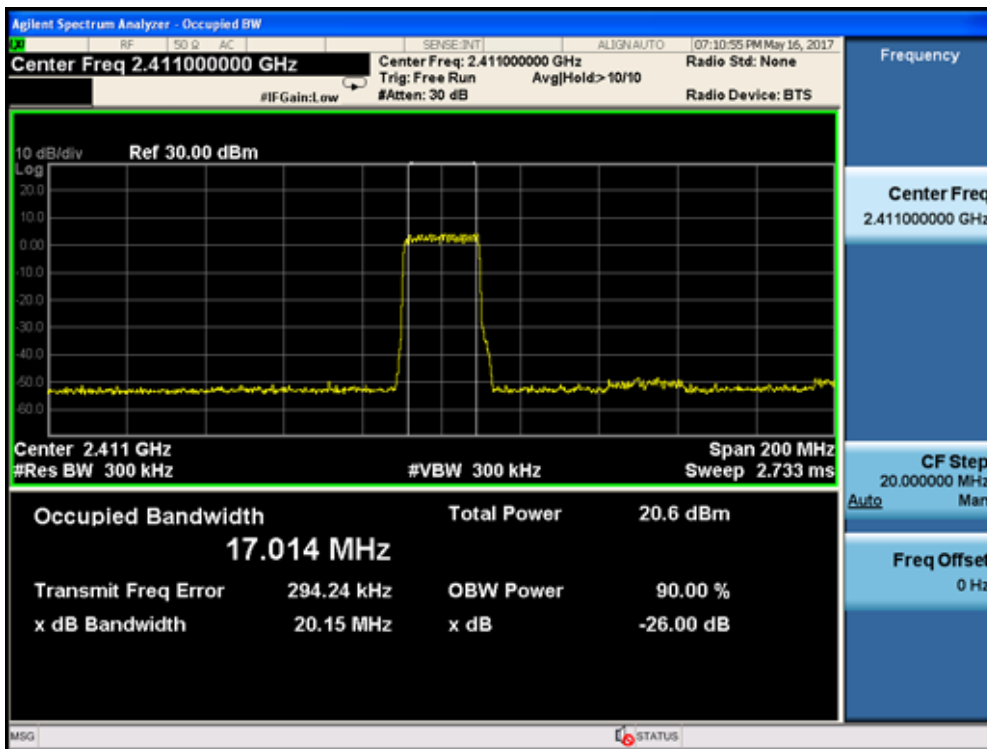 Agilent Spectrum Analyzer - Occupied BW
RF 50 Ω AC SENSE:INT ALIGNAUTO 07:10:55 PM May 16, 2017
Center Freq 2.411000000 GHz
Center Freq: 2.411000000 GHz
Radio Std: None
Trig: Free Run Avg|Hold:> 10/10
#IFGain:Low
#Atten: 30 dB
Radio Device: BTS
10 dB/div Ref 30.00 dBm
Log
20.0
10.0
0.00
-10.0
-20.0
-30.0
-40.0
-50.0
-60.0
Center 2.411 GHz Span 200 MHz
#Res BW 300 kHz #VBW 300 kHz Sweep 2.733 ms
Occupied Bandwidth Total Power 20.6 dBm
17.014 MHz
Transmit Freq Error 294.24 kHz OBW Power 90.00 %
x dB Bandwidth 20.15 MHz x dB -26.00 dB
Frequency
Center Freq
2.411000000 GHz
CF Step
20.000000 MHz
Auto Man
Freq Offset
0 Hz
MSG STATUS